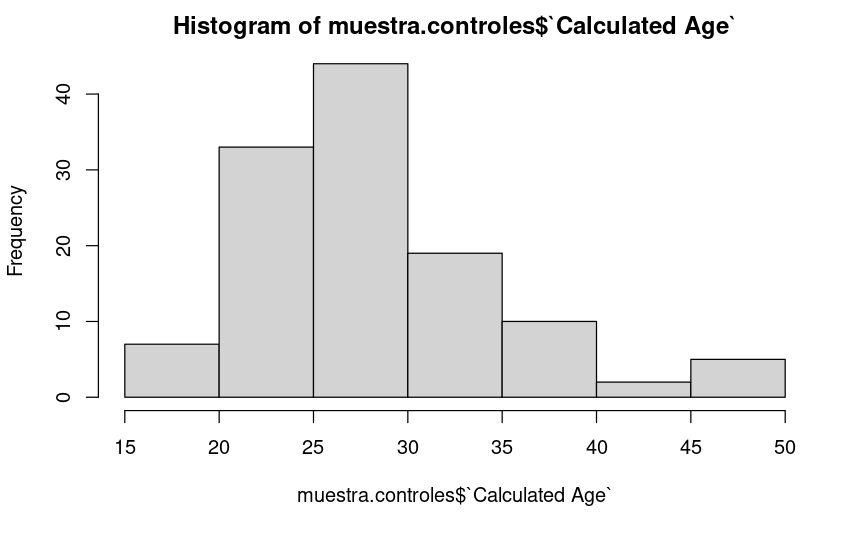 Histogram of muestra.controles$`Calculated Age`
Frequency
40
30
20
10
0
15 20 25 30 35 40 45 50
muestra.controles$`Calculated Age`